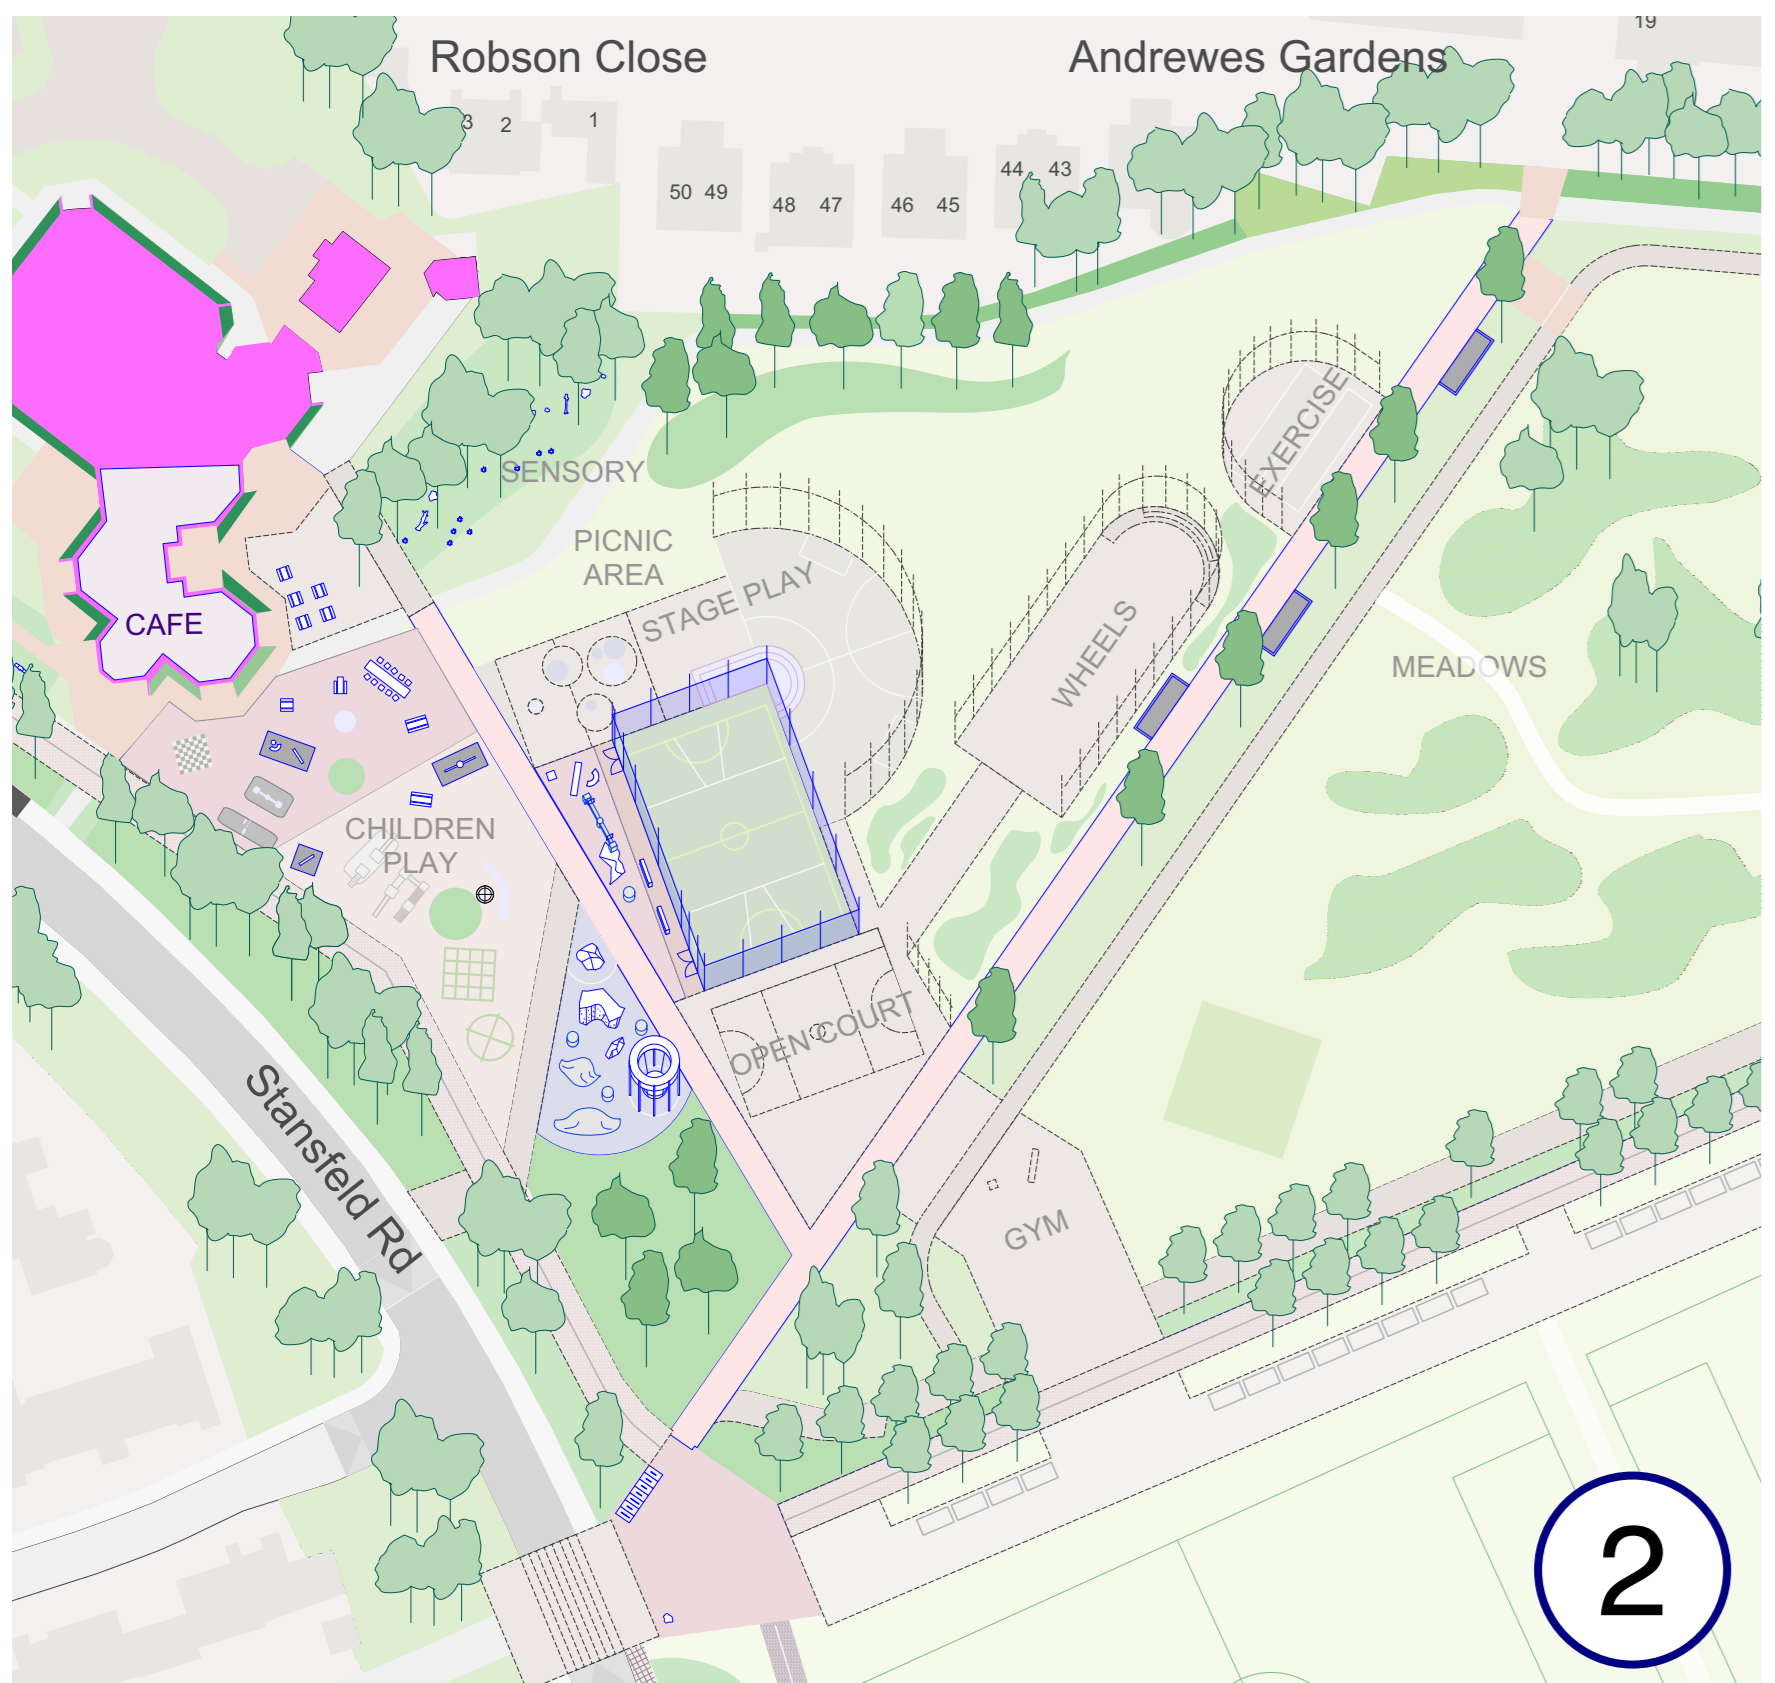 19
Robson Close
Andrewes Gardens
3
2
1
44
43
50
49
48
47
46
45
EXERCISE
SENSORY
PICNIC
AREA
STAGE PLAY
CAFE
WHEELS
MEADOWS
CHILDREN
PLAY
OPEN COURT
Stansfeld Rd
GYM
2